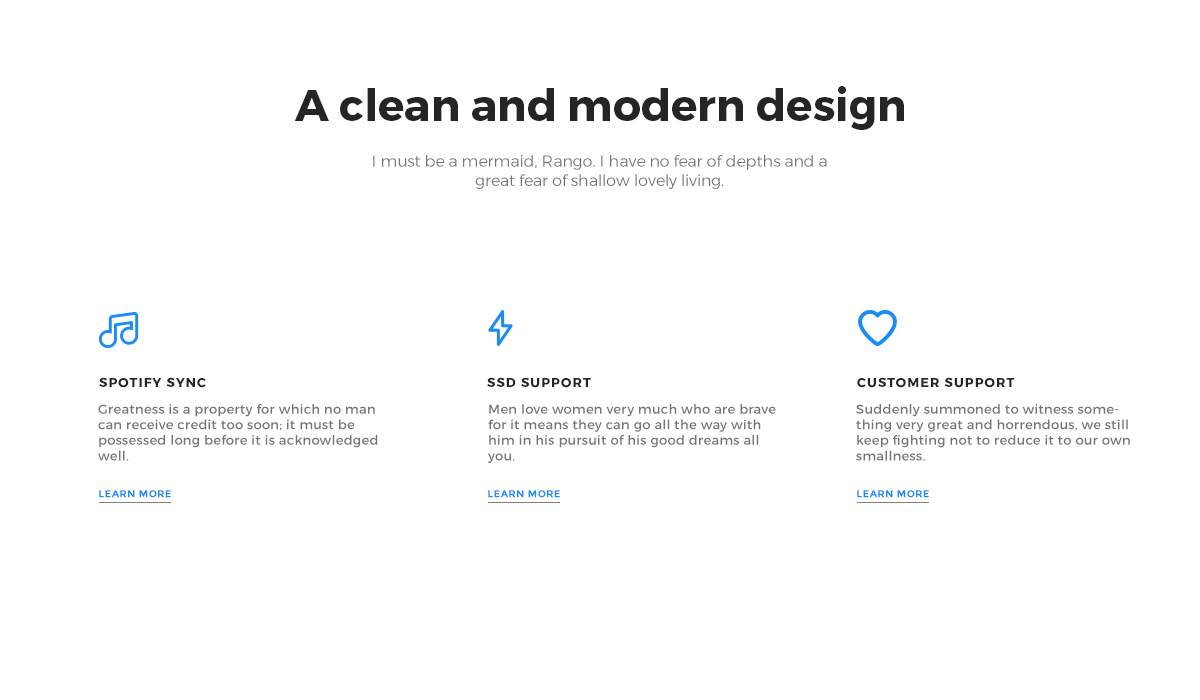 A clean and modern design
I must be a mermaid, Rango. I have no fear of depths and a
great fear of shallow lovely living.
SPOTIFY SYNC
Greatness is a property for which no man
can receive credit too soon; it must be
possessed long before it is acknowledged
well.
LEARN MORE
SSD SUPPORT
Men love women very much who are brave
for it means they can go all the way with
him in his pursuit of his good dreams all
you.
LEARN MORE
CUSTOMER SUPPORT
Suddenly summoned to witness some-
thing very great and horrendous, we still
keep fighting not to reduce it to our own
smallness.
LEARN MORE